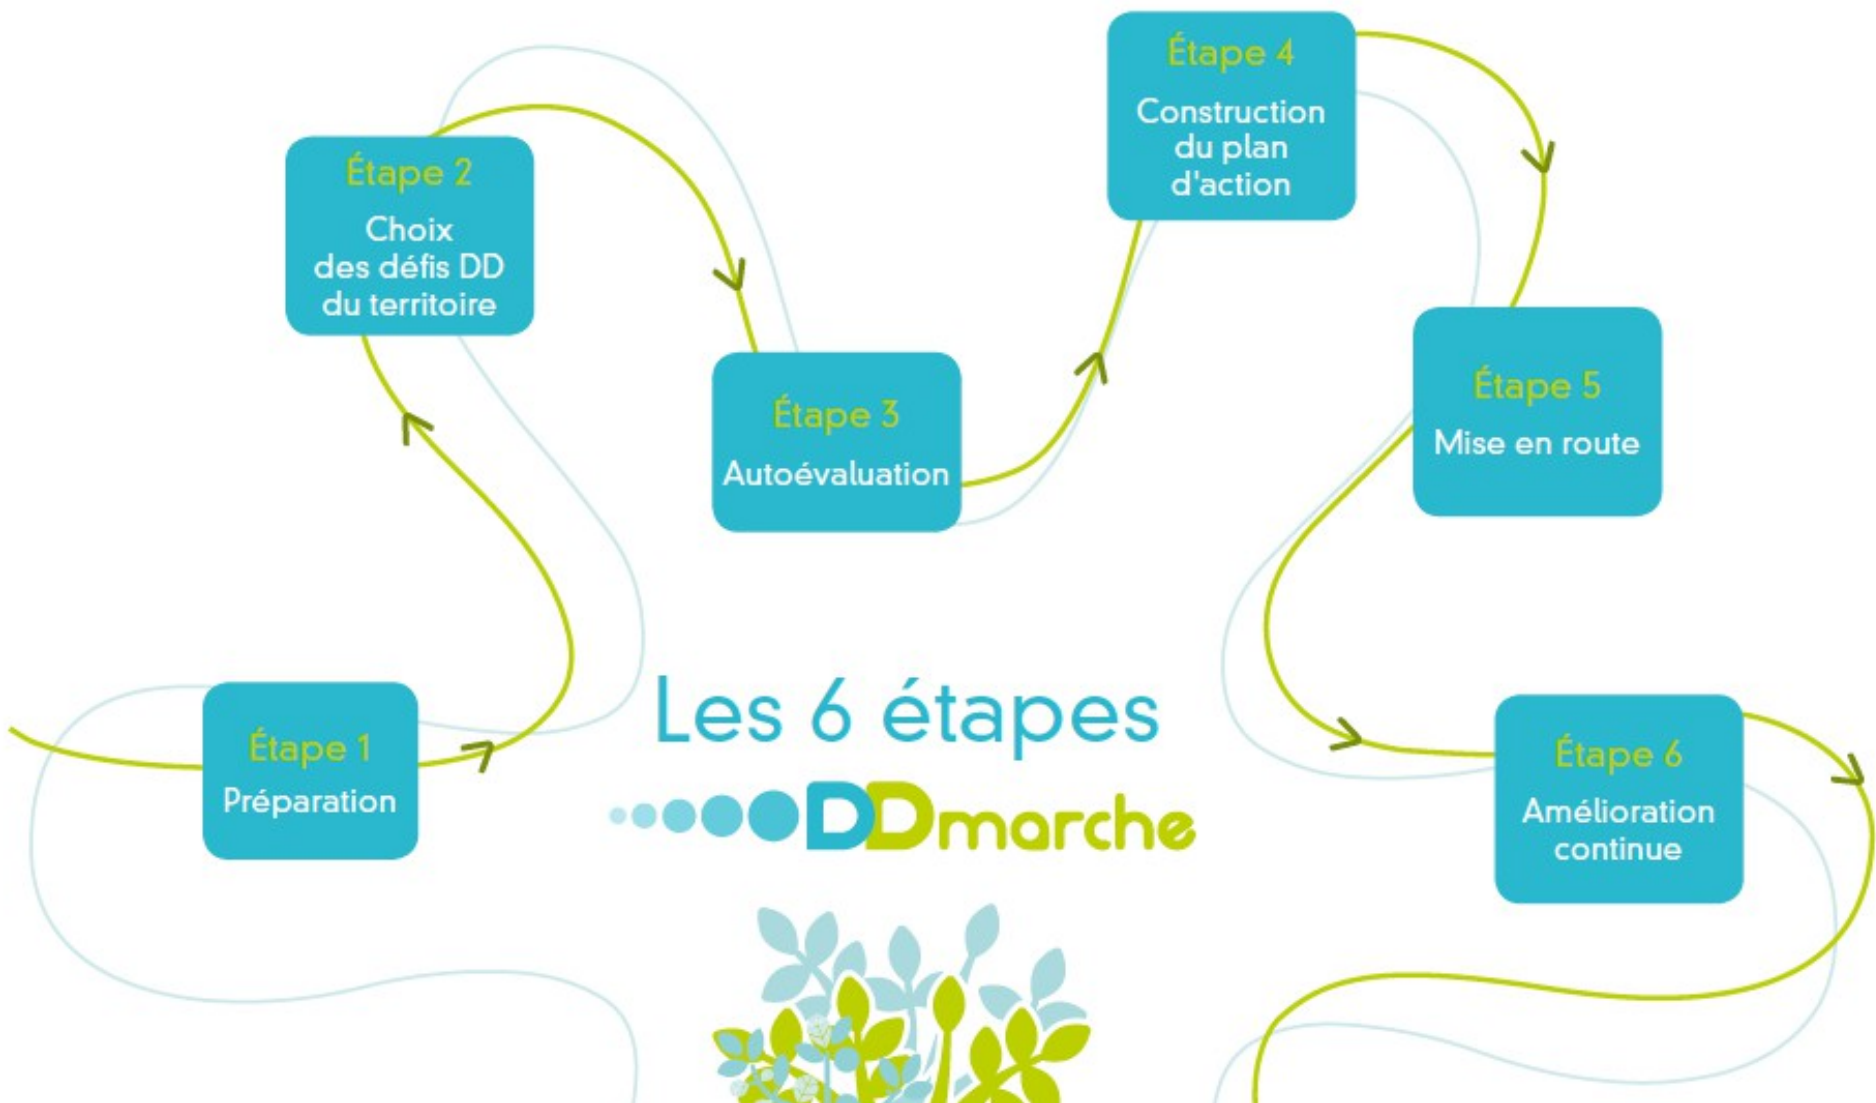 Étape 1
Préparation
Étape 2
Choix
des défis DD
du territoire
Étape 3
Autoévaluation
Étape 4
Construction
du plan
d'action
Étape 5
Mise en route
Étape 6
Amélioration
continue
Les 6 étapes
DDmarche